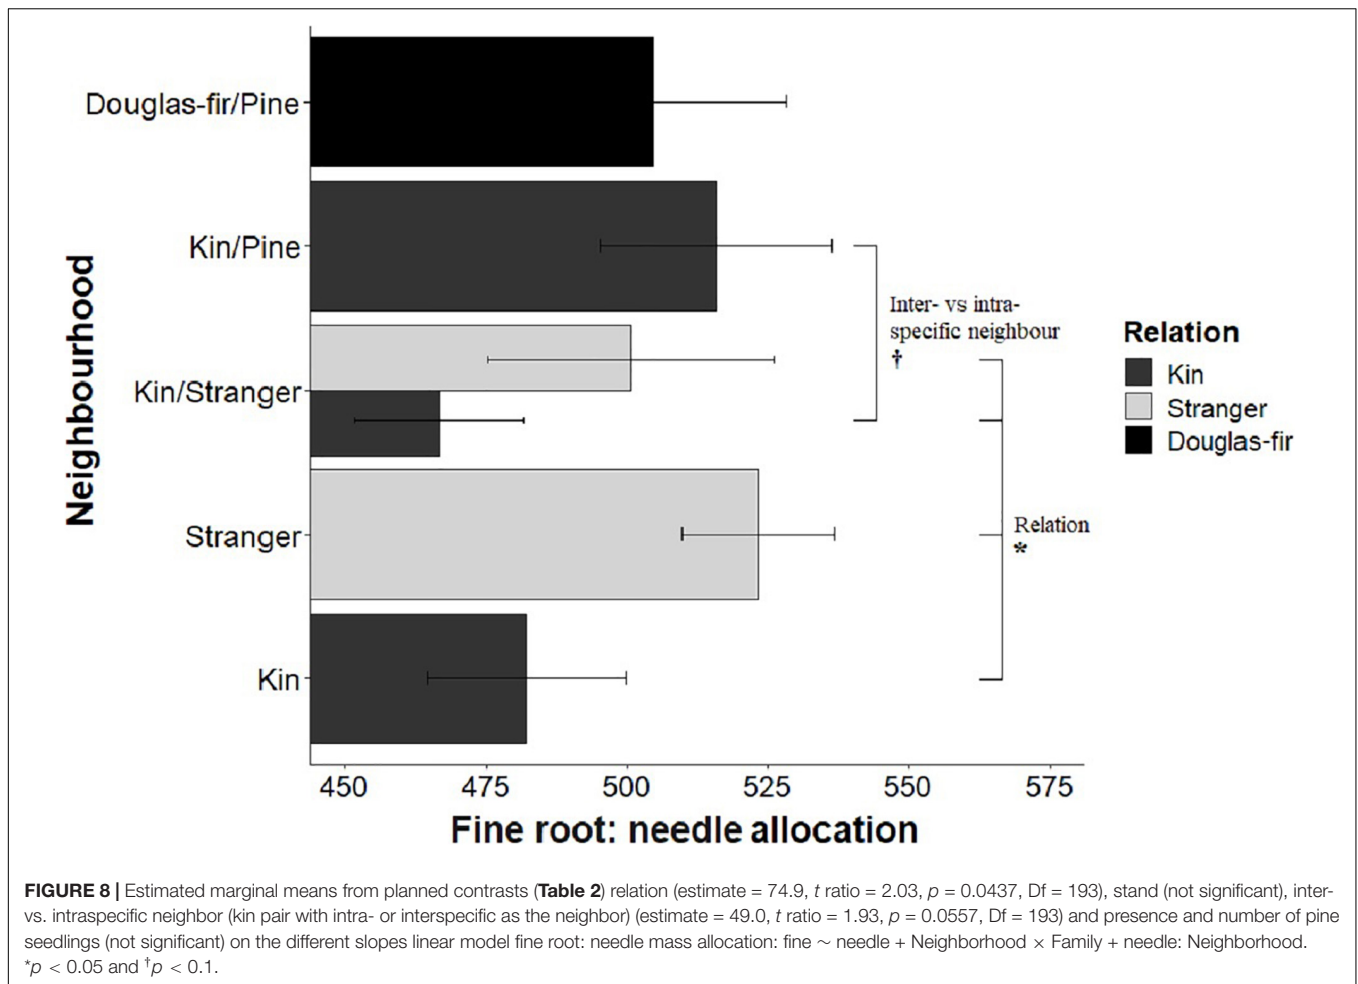 Neighbourhood
Douglas-fir/Pine
Kin/Pine
Kin/Stranger
Stranger
Kin
Inter- vs intra-
specific neighbour
†
Relation
*
Relation
Kin
Stranger
Douglas-fir
450 475 500 525 550 575
Fine root: needle allocation
FIGURE 8 | Estimated marginal means from planned contrasts (Table 2) relation (estimate = 74.9, t ratio = 2.03, p = 0.0437, Df = 193), stand (not significant), inter-
vs. intraspecific neighbor (kin pair with intra- or interspecific as the neighbor) (estimate = 49.0, t ratio = 1.93, p = 0.0557, Df = 193) and presence and number of pine
seedlings (not significant) on the different slopes linear model fine root: needle mass allocation: fine ~ needle + Neighborhood × Family + needle: Neighborhood.
*p < 0.05 and †p < 0.1.